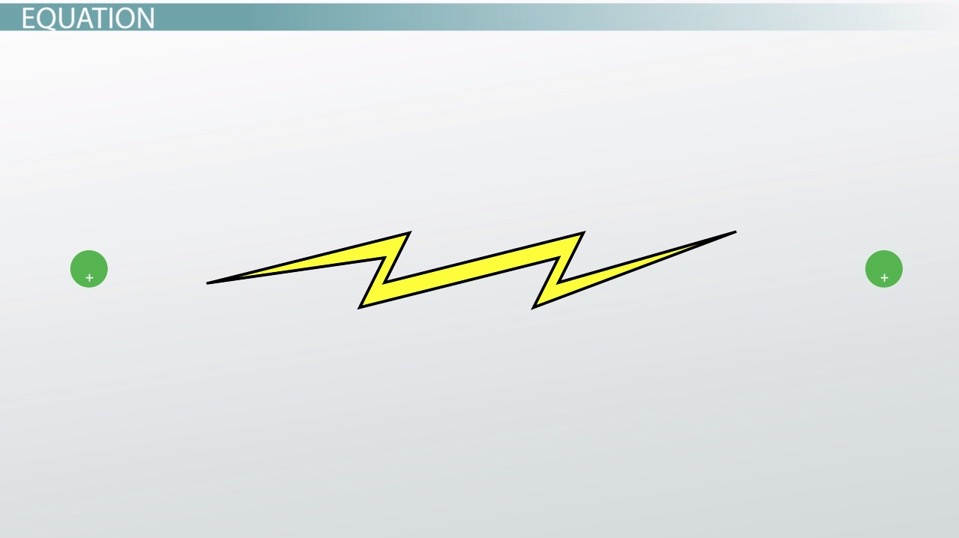 EQUATION
+ +